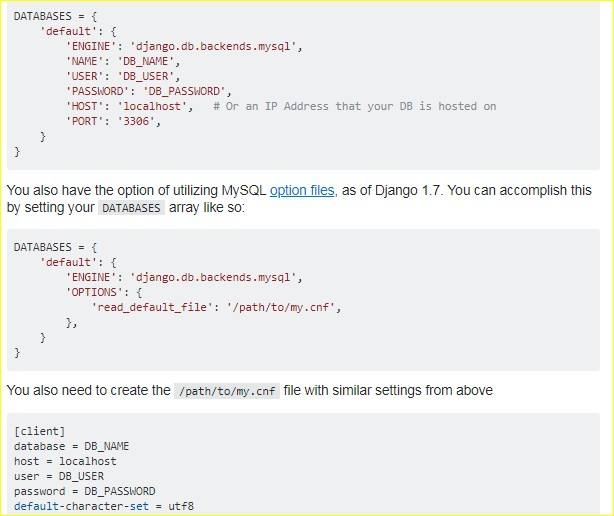 DATABASES = {
    'default': {
        'ENGINE': 'django.db.backends.mysql',
        'NAME': 'DB_NAME',
        'USER': 'DB_USER',
        'PASSWORD': 'DB_PASSWORD',
        'HOST': 'localhost',   # Or an IP Address that your DB is hosted on
        'PORT': '3306',
    }
}
You also have the option of utilizing MySQL option files, as of Django 1.7. You can accomplish this
by setting your DATABASES array like so:
DATABASES = {
    'default': {
        'ENGINE': 'django.db.backends.mysql',
        'OPTIONS': {
            'read_default_file': '/path/to/my.cnf',
        },
    }
}
You also need to create the /path/to/my.cnf file with similar settings from above
[client]
database = DB_NAME
host = localhost
user = DB_USER
password = DB_PASSWORD
default-character-set = utf8